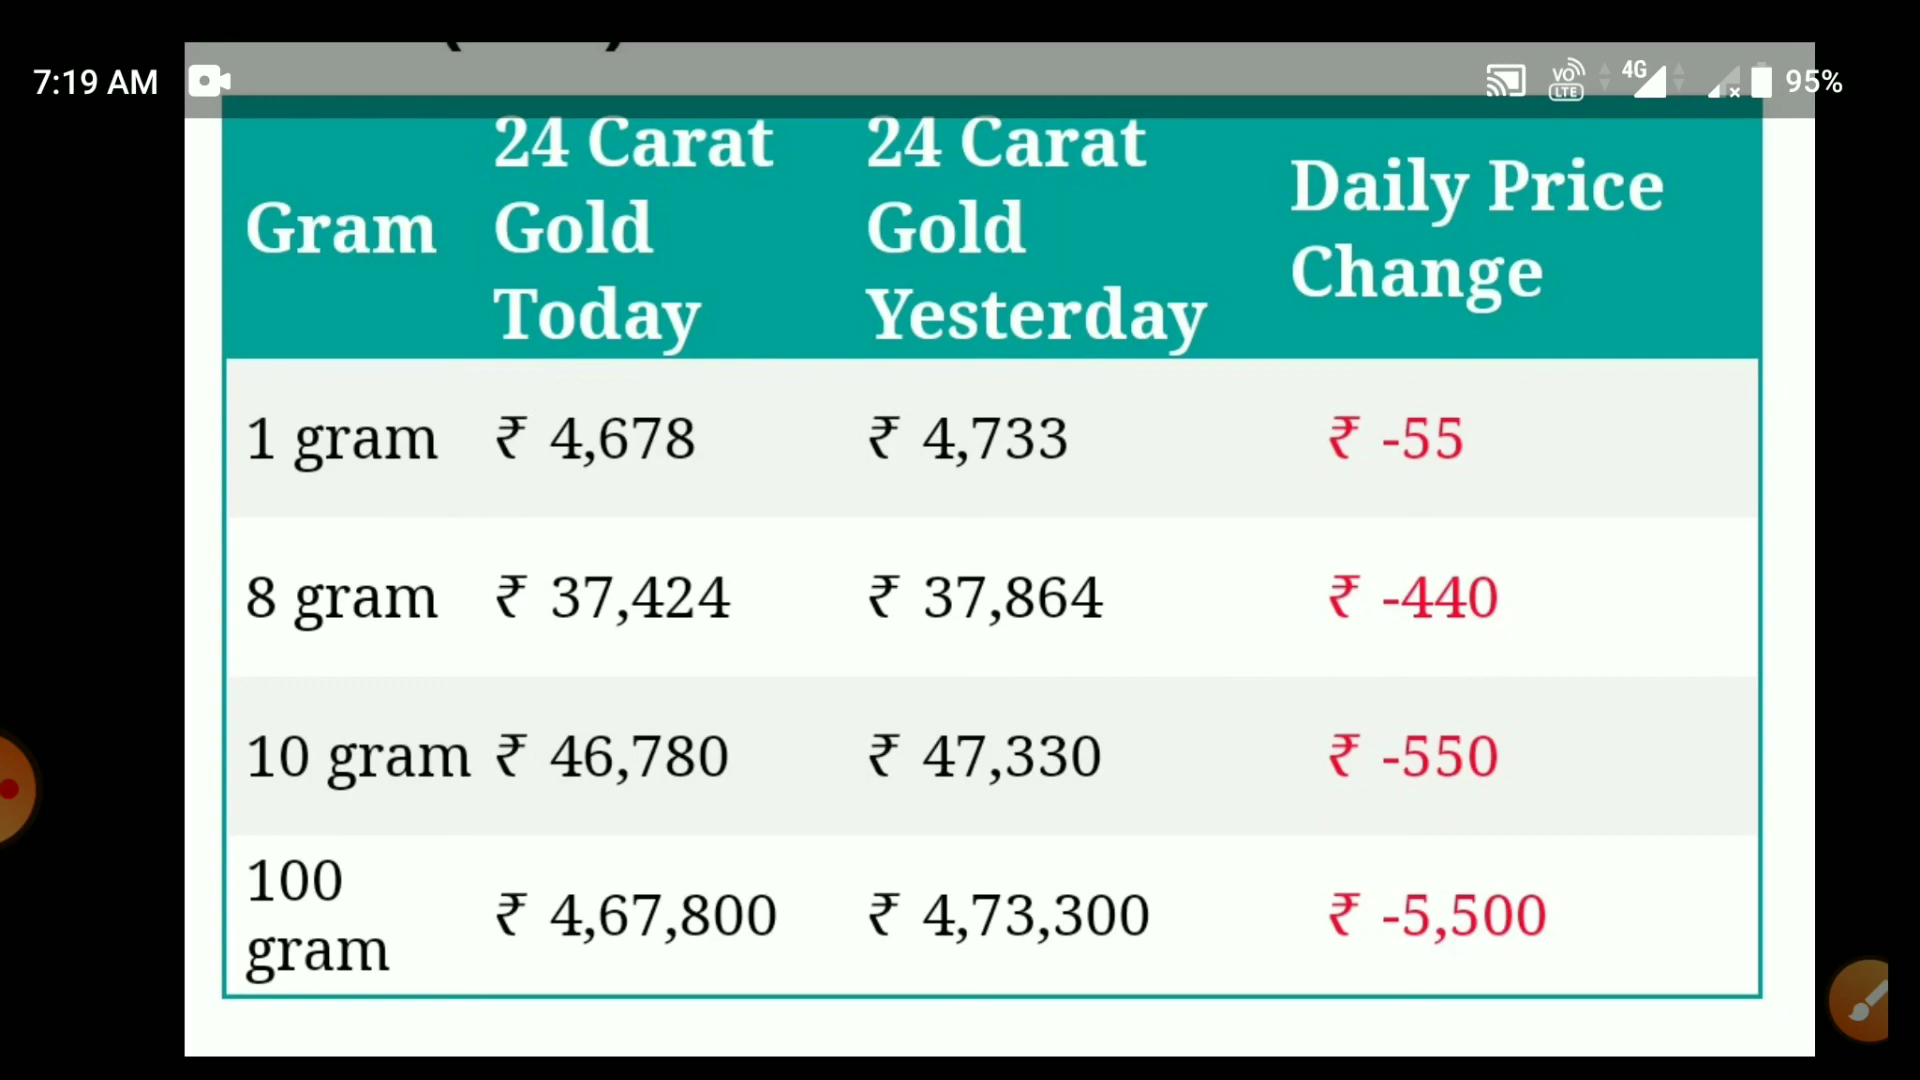 7:19 AM
VO LTE 4G 95%
Gram
24 Carat
Gold
Today
24 Carat
Gold
Yesterday
Daily Price
Change
1 gram ₹ 4,678 ₹ 4,733 ₹ -55
8 gram ₹ 37,424 ₹ 37,864 ₹ -440
10 gram ₹ 46,780 ₹ 47,330 ₹ -550
100
gram ₹ 4,67,800 ₹ 4,73,300 ₹ -5,500